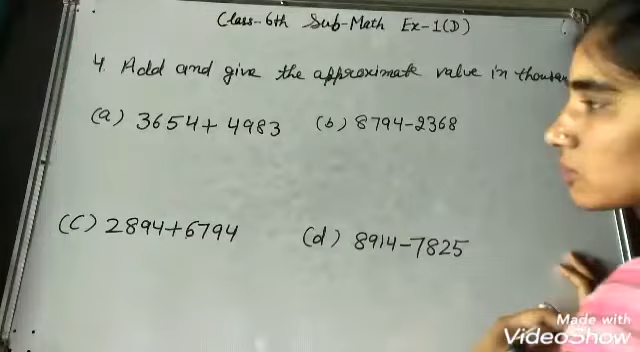 Class-6th Sub-Math Ex-1(D)
4. Add and give the approximate value in
(a) 3654+4983 (b) 8794-2368
(C) 2894+6794 (d) 8914-7825
Made with
VideoShow